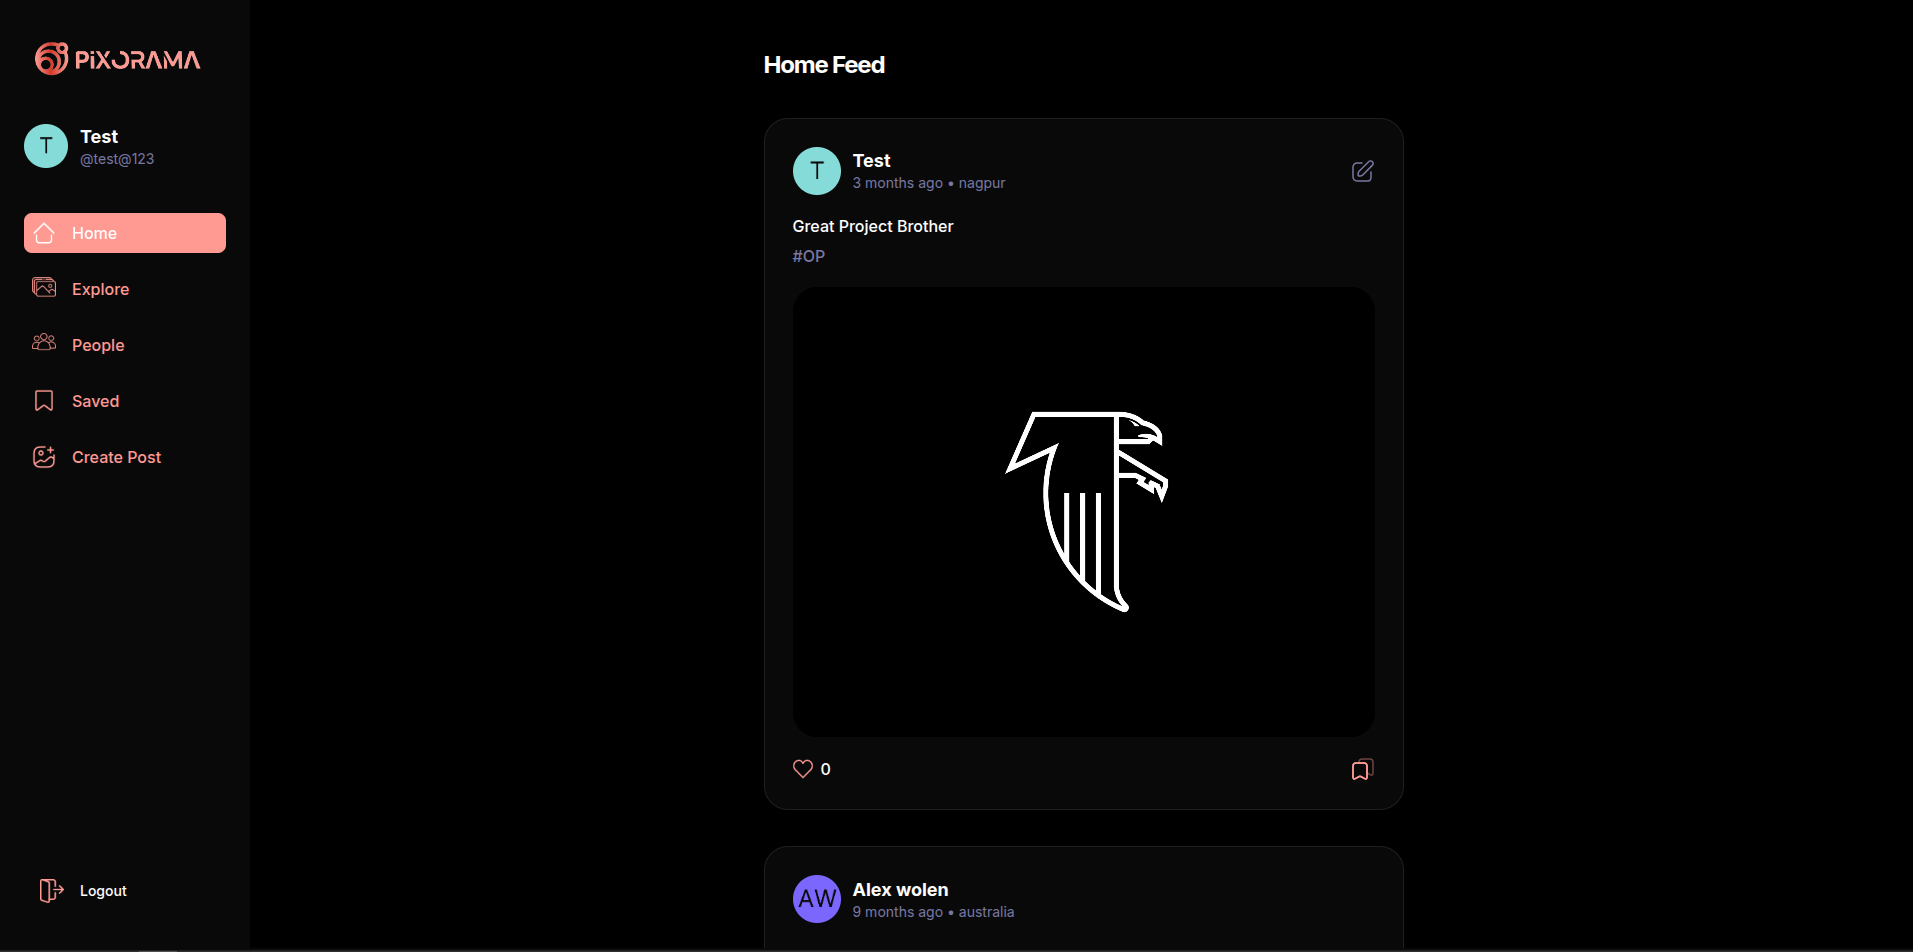 PiXORAMA
T
Test
@test@123
Home
Explore
People
Saved
Create Post
Logout
Home Feed
T
Test
3 months ago • nagpur
Great Project Brother
#OP
0
AW
Alex wolen
9 months ago • australia